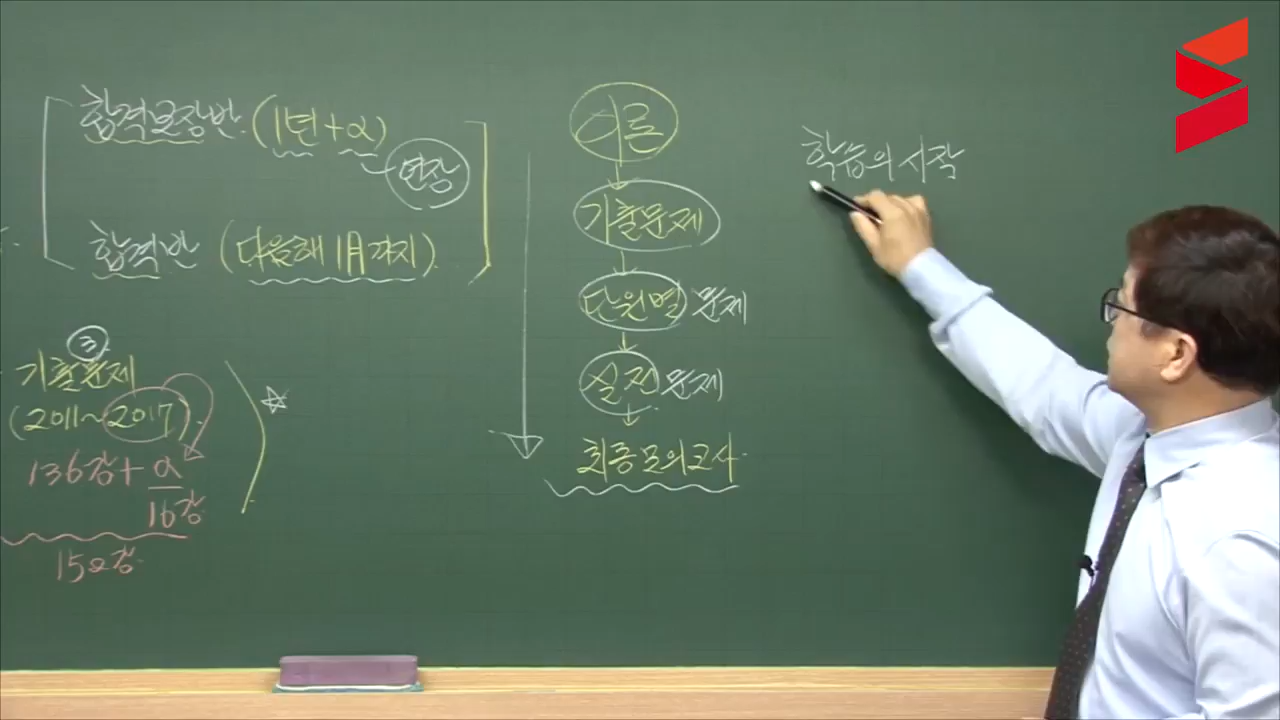 합격보장반 (1년+α)
연장
합격반 (다음해 1月까지)
③
기출문제
(2011~2017)
136강+α
16강
152강
이론
기출문제
단원별 문제
실전문제
최종모의고사
학습의 시작